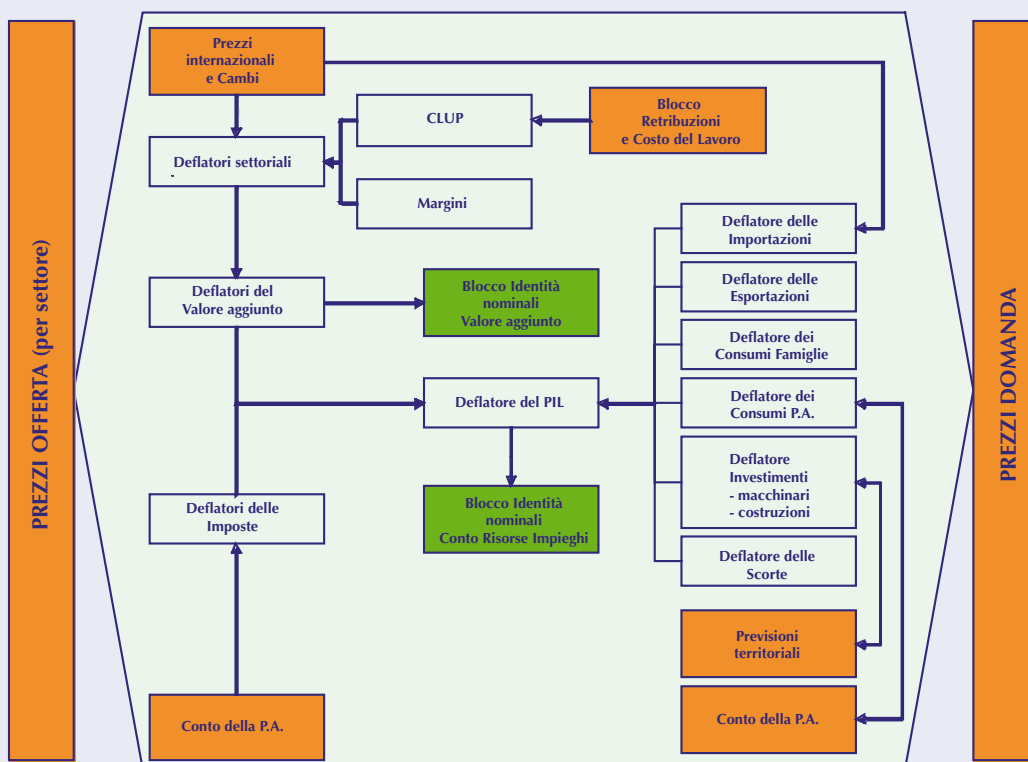 PREZZI OFFERTA (per settore)
Prezzi
internazionali
e Cambi
CLUP
Blocco
Retribuzioni
e Costo del Lavoro
Deflatori settoriali
Margini
Deflatore delle
Importazioni
Deflatori del
Valore aggiunto
Blocco Identità
nominali
Valore aggiunto
Deflatore delle
Esportazioni
Deflatore dei
Consumi Famiglie
Deflatore del PIL
Deflatore dei
Consumi P.A.
Deflatore
Investimenti
- macchinari
- costruzioni
Deflatori delle
Imposte
Blocco Identità
nominali
Conto Risorse Impieghi
Deflatore delle
Scorte
Previsioni
territoriali
Conto della P.A.
Conto della P.A.
PREZZI DOMANDA